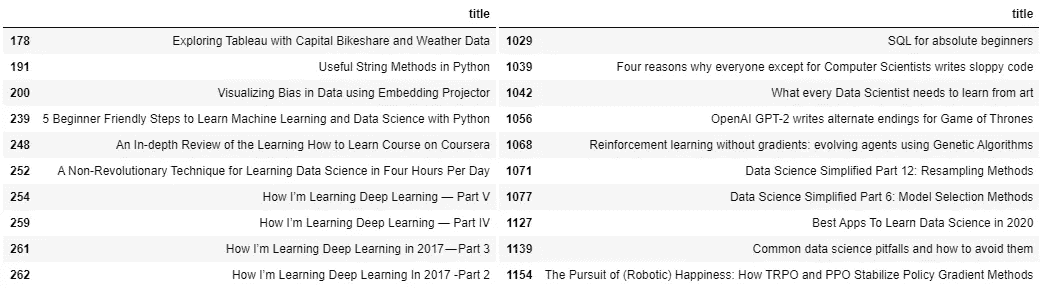 title
178 Exploring Tableau with Capital Bikeshare and Weather Data
191 Useful String Methods in Python
200 Visualizing Bias in Data using Embedding Projector
239 5 Beginner Friendly Steps to Learn Machine Learning and Data Science with Python
248 An In-depth Review of the Learning How to Learn Course on Coursera
252 A Non-Revolutionary Technique for Learning Data Science in Four Hours Per Day
254 How I'm Learning Deep Learning — Part V
259 How I'm Learning Deep Learning — Part IV
261 How I'm Learning Deep Learning in 2017 — Part 3
262 How I'm Learning Deep Learning In 2017 -Part 2
title
1029 SQL for absolute beginners
1039 Four reasons why everyone except for Computer Scientists writes sloppy code
1042 What every Data Scientist needs to learn from art
1056 OpenAI GPT-2 writes alternate endings for Game of Thrones
1068 Reinforcement learning without gradients: evolving agents using Genetic Algorithms
1071 Data Science Simplified Part 12: Resampling Methods
1077 Data Science Simplified Part 6: Model Selection Methods
1127 Best Apps To Learn Data Science in 2020
1139 Common data science pitfalls and how to avoid them
1154 The Pursuit of (Robotic) Happiness: How TRPO and PPO Stabilize Policy Gradient Methods